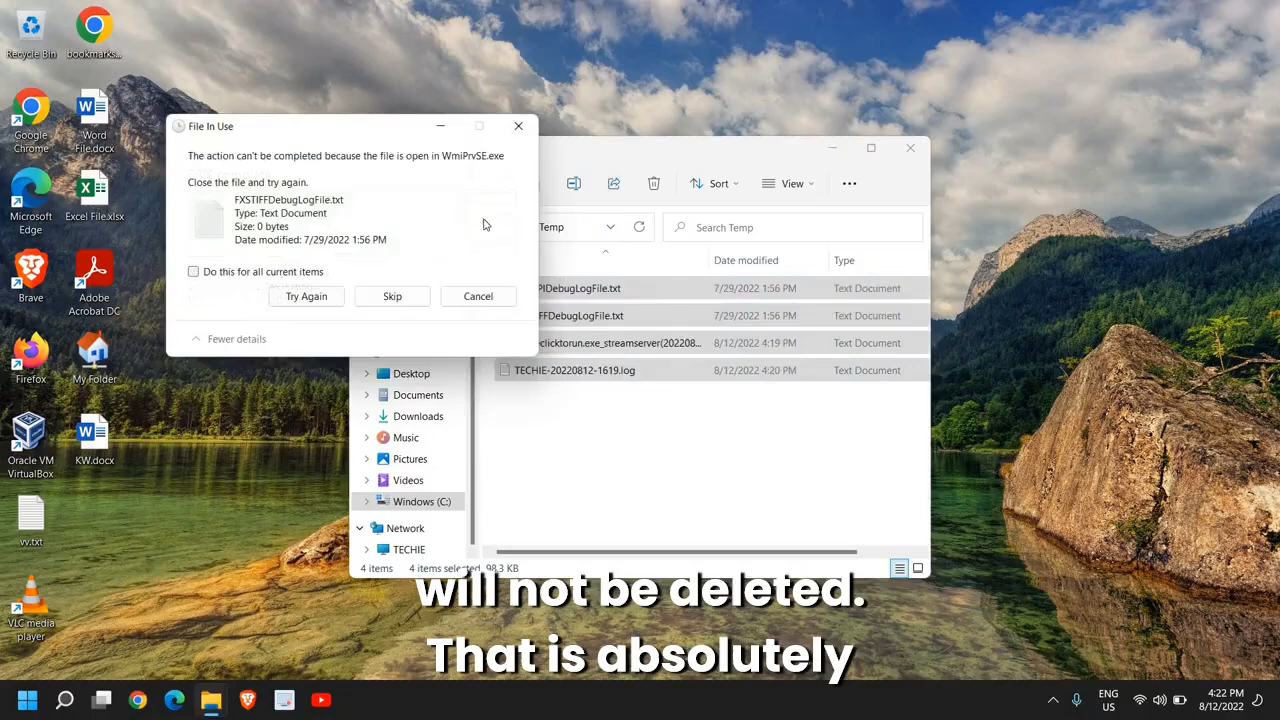 Recycle Bin
bookmarks...
Google
Chrome
Word
File.docx
Microsoft
Edge
Excel File.xlsx
Brave
Adobe
Acrobat DC
Firefox
My Folder
Oracle VM
VirtualBox
KW.docx
vv.txt
VLC media
player
File In Use
The action can't be completed because the file is open in WmiPrvSE.exe
Close the file and try again.
FXSTIFFDebugLogFile.txt
Type: Text Document
Size: 0 bytes
Date modified: 7/29/2022 1:56 PM
Do this for all current items
Try Again
Skip
Cancel
Fewer details
Sort
View
Temp
Search Temp
Date modified
Type
PIDebugLogFile.txt
7/29/2022 1:56 PM
Text Document
FFDebugLogFile.txt
7/29/2022 1:56 PM
Text Document
eclicktorun.exe_streamserver(202208...
8/12/2022 4:19 PM
Text Document
TECHIE-20220812-1619.log
8/12/2022 4:20 PM
Text Document
Desktop
Documents
Downloads
Music
Pictures
Videos
Windows (C:)
Network
TECHIE
4 items
4 items selected 98.3 KB
will not be deleted.
That is absolutely
ENG
US
4:22 PM
8/12/2022